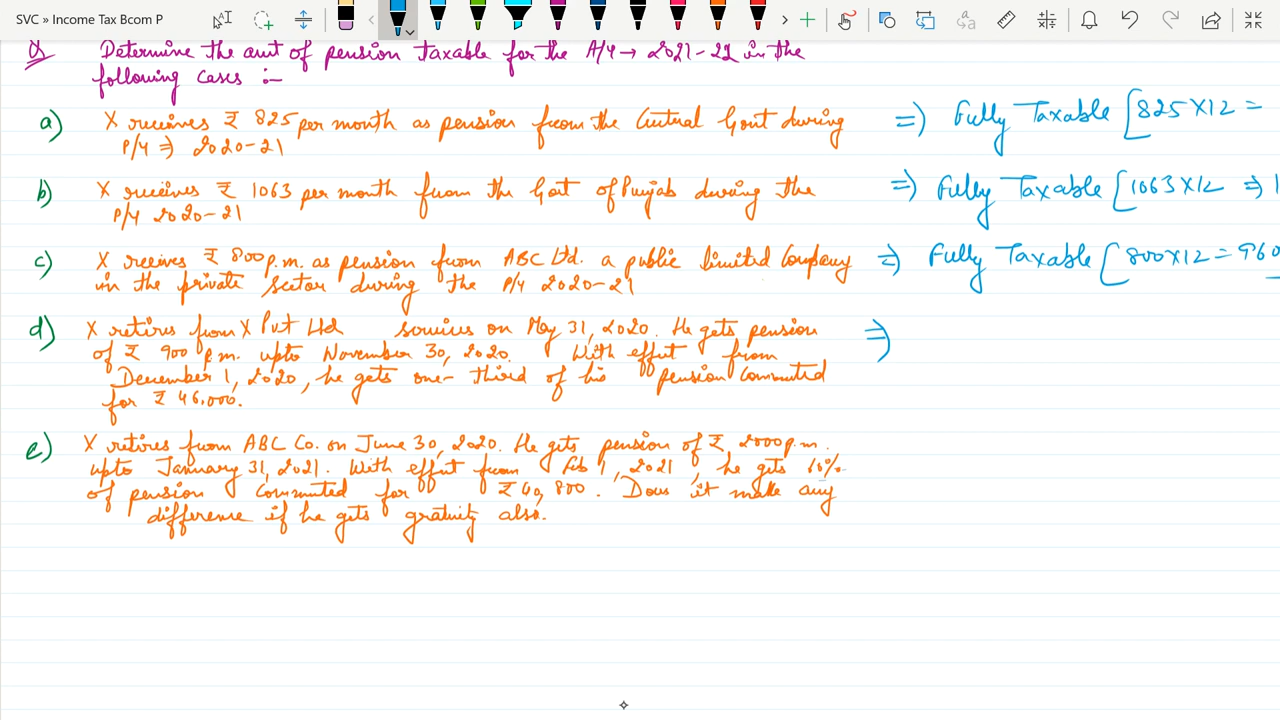 SVC » Income Tax Bcom P
Q Determine the amt of pension taxable for the A/Y → 2021-22 in the
following cases :-
a) X receives ₹ 825 per month as pension from the Central Govt during ⇒) Fully Taxable [825X12 =
P/Y ⇒) 2020-21
b) X receives ₹ 1063 per month from the Govt of Punjab during the ⇒) Fully Taxable [1063X12 ⇒ 1
P/Y 2020-21
c) X receives ₹ 800 p.m. as pension from ABC Ltd. a public limited Company ⇒) Fully Taxable [800X12 = 960
in the private sector during the P/Y 2020-21
d) X retires from X Pvt Ltd services on May 31, 2020. He gets pension ⇒)
of ₹ 900 p.m. upto November 30, 2020. With effect from
December 1, 2020, he gets one-third of his pension commuted
for ₹ 46,000.
e) X retires from ABC Co. on June 30, 2020. He gets pension of ₹. 2000 p.m.
upto January 31, 2021. With effect from Feb 1, 2021, he gets 60%
of pension commuted for ₹ 40,800. Does it make any
difference if he gets gratuity also.